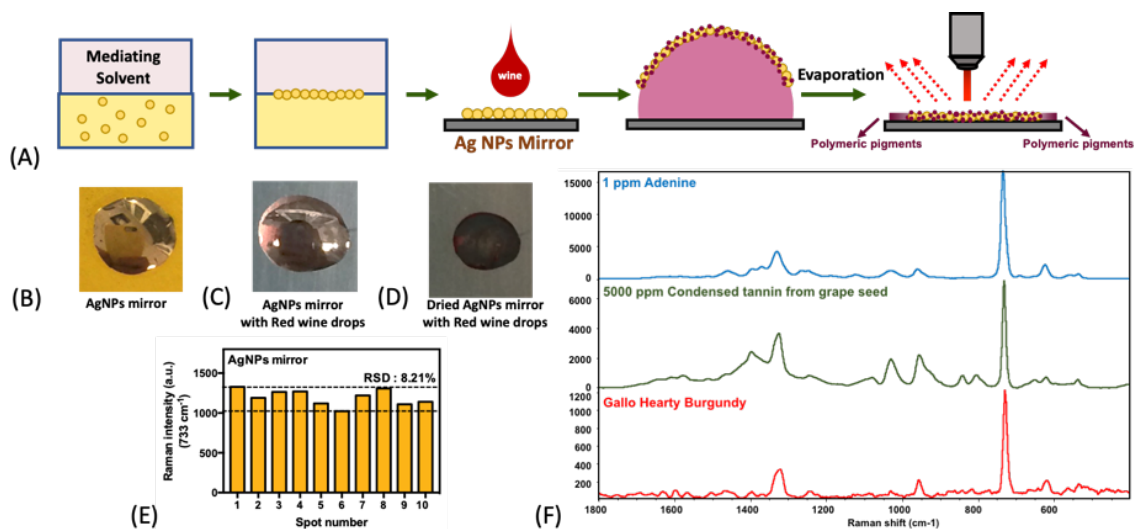 Mediating
Solvent
wine
Ag NPs Mirror
Evaporation
Polymeric pigments
Polymeric pigments
(A)
(B)
AgNPs mirror
(C)
AgNPs mirror
with Red wine drops
(D)
Dried AgNPs mirror
with Red wine drops
AgNPs mirror
RSD : 8.21%
Raman intensity (a.u.)
(733 cm-1)
1500
1000
500
0
1 2 3 4 5 6 7 8 9 10
Spot number
(E)
1 ppm Adenine
15000
10000
5000
0
5000 ppm Condensed tannin from grape seed
6000
4000
2000
0
Gallo Hearty Burgundy
1200
1000
800
600
400
200
0
1800 1600 1400 1200 1000 800 600
Raman shift (cm-1)
(F)